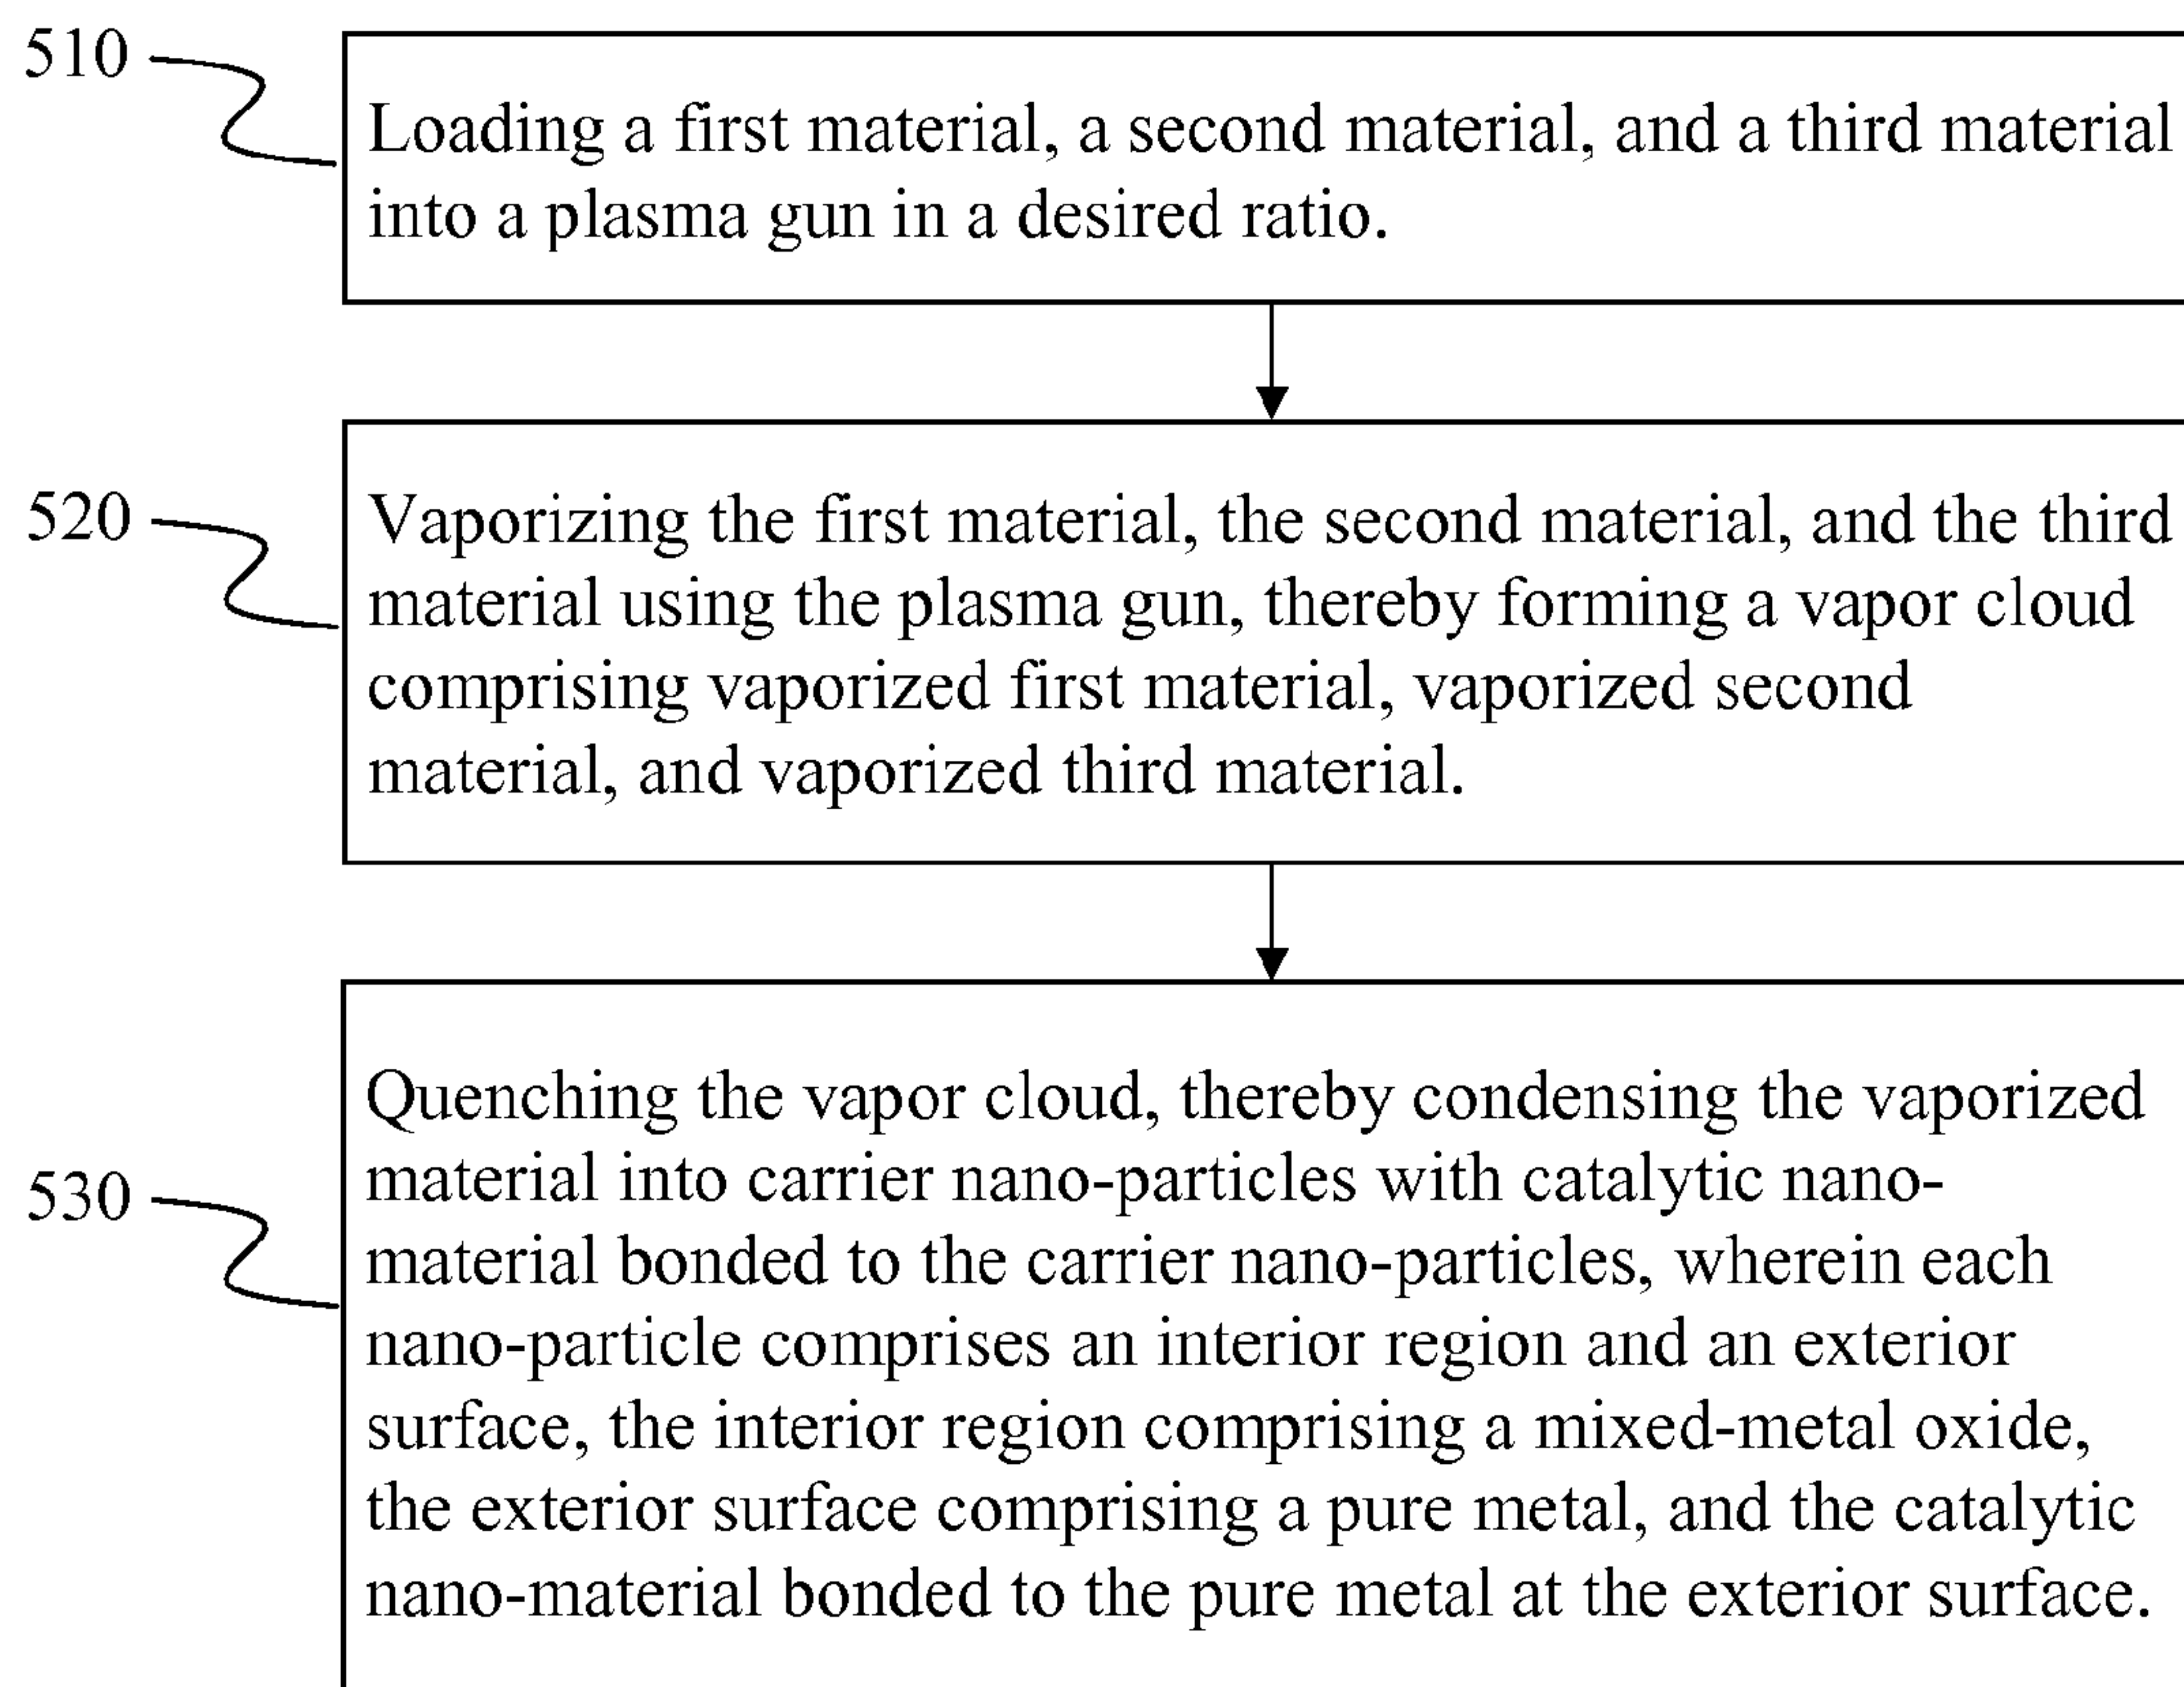 510
Loading a first material, a second material, and a third material
into a plasma gun in a desired ratio.
520
Vaporizing the first material, the second material, and the third
material using the plasma gun, thereby forming a vapor cloud
comprising vaporized first material, vaporized second
material, and vaporized third material.
530
Quenching the vapor cloud, thereby condensing the vaporized
material into carrier nano-particles with catalytic nano-
material bonded to the carrier nano-particles, wherein each
nano-particle comprises an interior region and an exterior
surface, the interior region comprising a mixed-metal oxide,
the exterior surface comprising a pure metal, and the catalytic
nano-material bonded to the pure metal at the exterior surface.